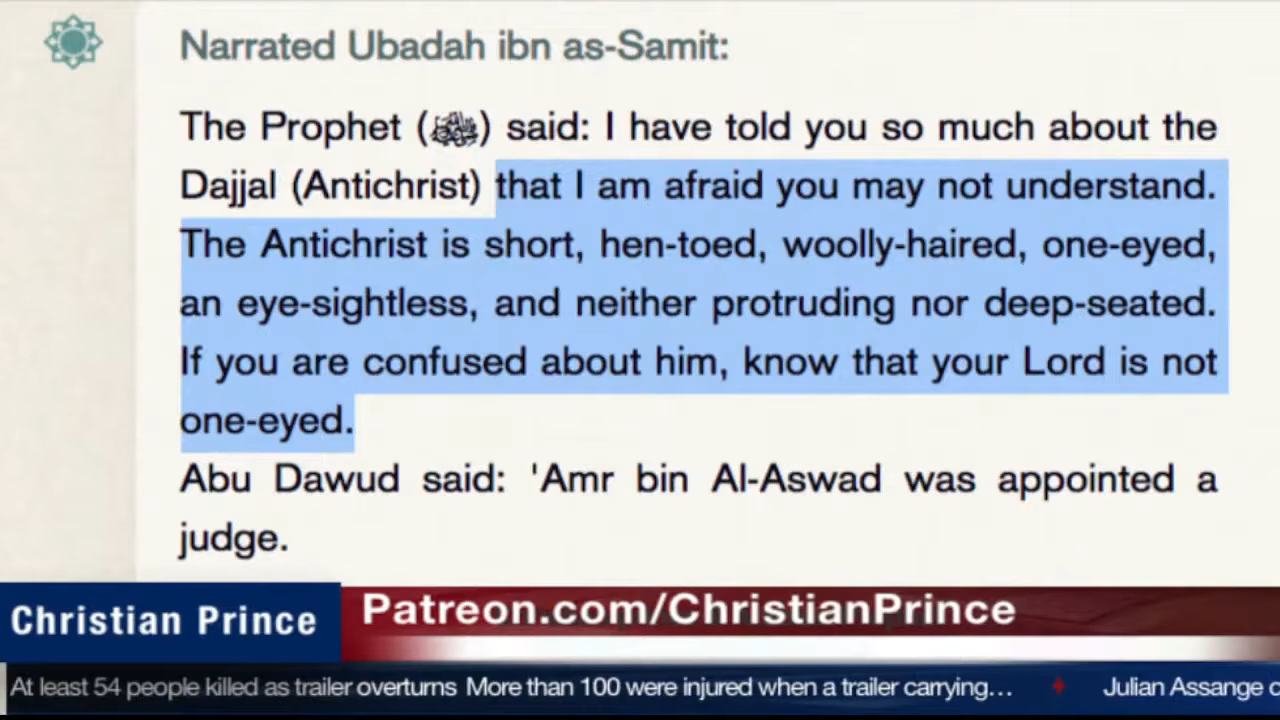 Narrated Ubadah ibn as-Samit:
The Prophet (ﷺ) said: I have told you so much about the
Dajjal (Antichrist) that I am afraid you may not understand.
The Antichrist is short, hen-toed, woolly-haired, one-eyed,
an eye-sightless, and neither protruding nor deep-seated.
If you are confused about him, know that your Lord is not
one-eyed.
Abu Dawud said: 'Amr bin Al-Aswad was appointed a
judge.
Christian Prince
Patreon.com/ChristianPrince
At least 54 people killed as trailer overturns More than 100 were injured when a trailer carrying... Julian Assange